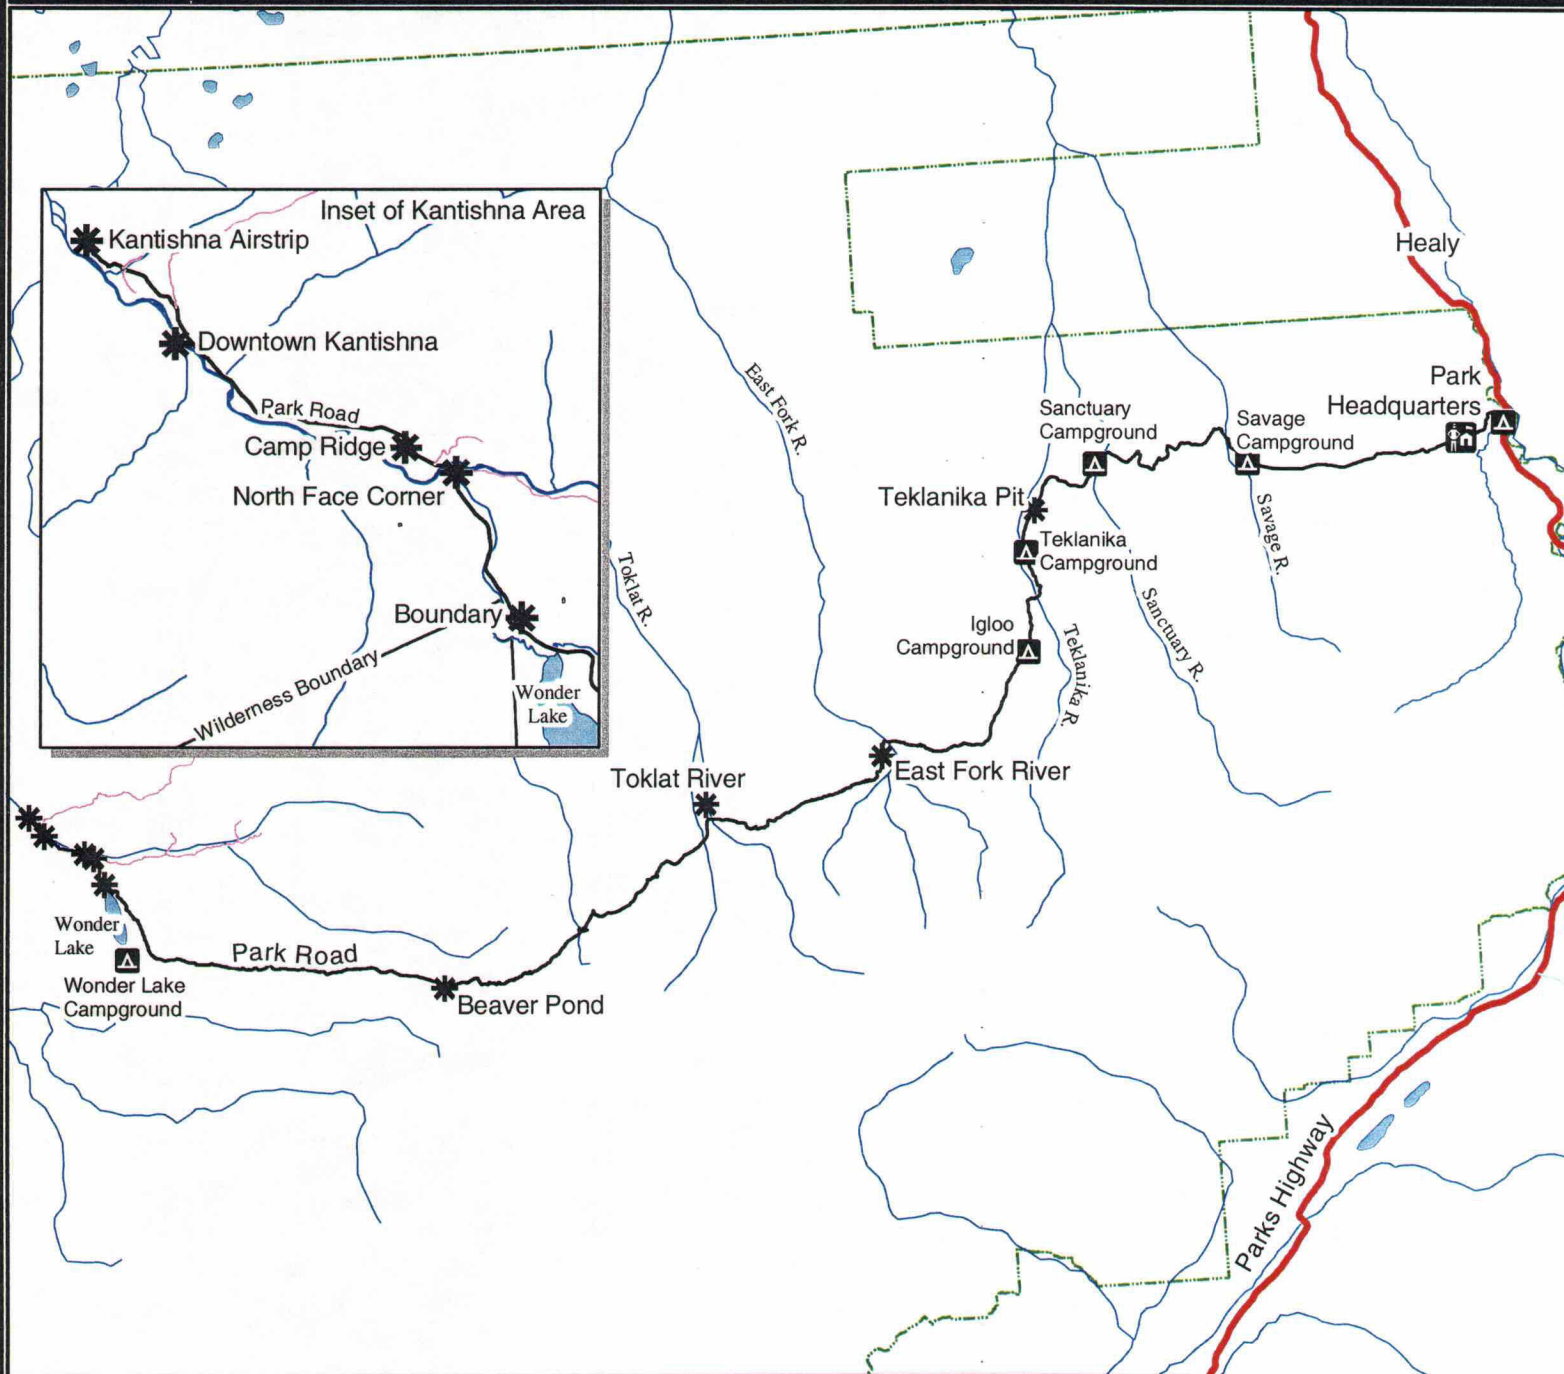 Inset of Kantishna Area
Kantishna Airstrip
Downtown Kantishna
Park Road
Camp Ridge
North Face Corner
Boundary
Wilderness Boundary
Wonder
Lake
Healy
Park
Headquarters
Savage
Campground
Sanctuary
Campground
Teklanika Pit
Teklanika
Campground
Igloo
Campground
East Fork R.
Toklat R.
Teklanika R.
Sanctuary R.
Savage R.
East Fork River
Toklat River
Wonder
Lake
Wonder Lake
Campground
Park Road
Beaver Pond
Parks Highway